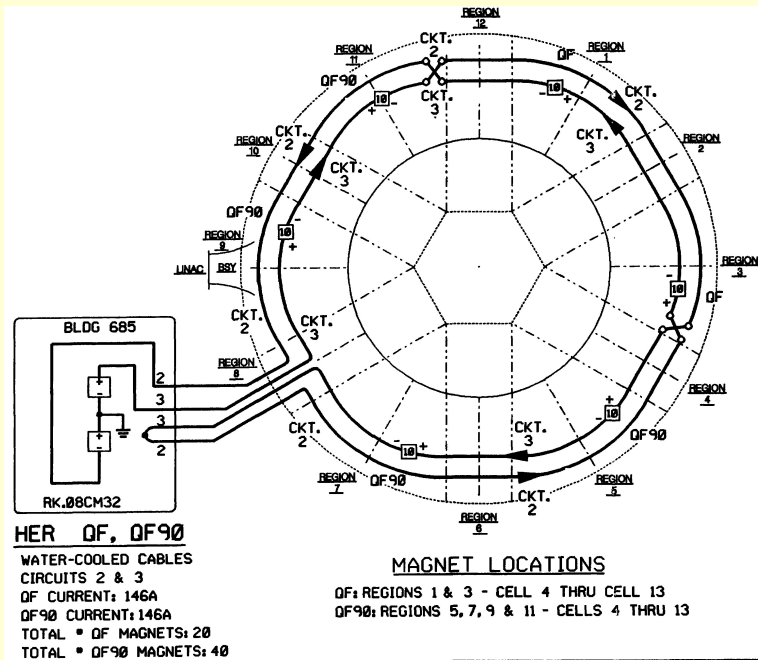 REGION
12
CKT.
2
REGION
11
QF90
QF
REGION
1
CKT.
3
CKT.
2
10
+ -
10
- +
CKT.
2
CKT.
3
REGION
2
REGION
10
CKT.
3
QF90
10
-
+
REGION
9
LINAC
BSY
REGION
3
-
+
10
QF
CKT.
2
CKT.
3
BLDG 685
REGION
8
2
3
3
2
+
-
+
-
RK.08CM32
REGION
4
+
-
10
QF90
CKT.
2
CKT.
3
- 10 +
REGION
7
QF90
REGION
5
CKT.
2
REGION
6
HER QF, QF90
WATER-COOLED CABLES
CIRCUITS 2 & 3
QF CURRENT: 146A
QF90 CURRENT: 146A
TOTAL # QF MAGNETS: 20
TOTAL # QF90 MAGNETS: 40
MAGNET LOCATIONS
QF: REGIONS 1 & 3 - CELL 4 THRU CELL 13
QF90: REGIONS 5, 7, 9 & 11 - CELLS 4 THRU 13